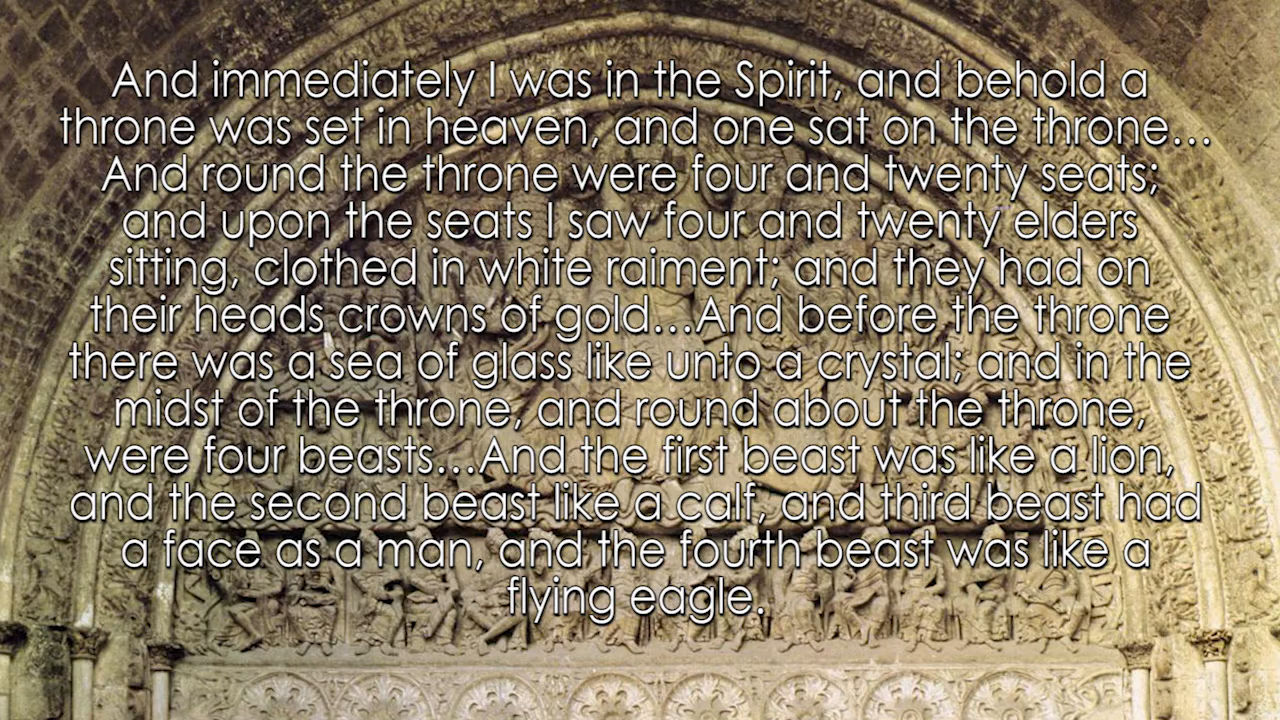 And immediately I was in the Spirit, and behold a
throne was set in heaven, and one sat on the throne...
And round the throne were four and twenty seats;
and upon the seats I saw four and twenty elders
sitting, clothed in white raiment; and they had on
their heads crowns of gold...And before the throne
there was a sea of glass like unto a crystal; and in the
midst of the throne, and round about the throne,
were four beasts...And the first beast was like a lion,
and the second beast like a calf, and third beast had
a face as a man, and the fourth beast was like a
flying eagle.